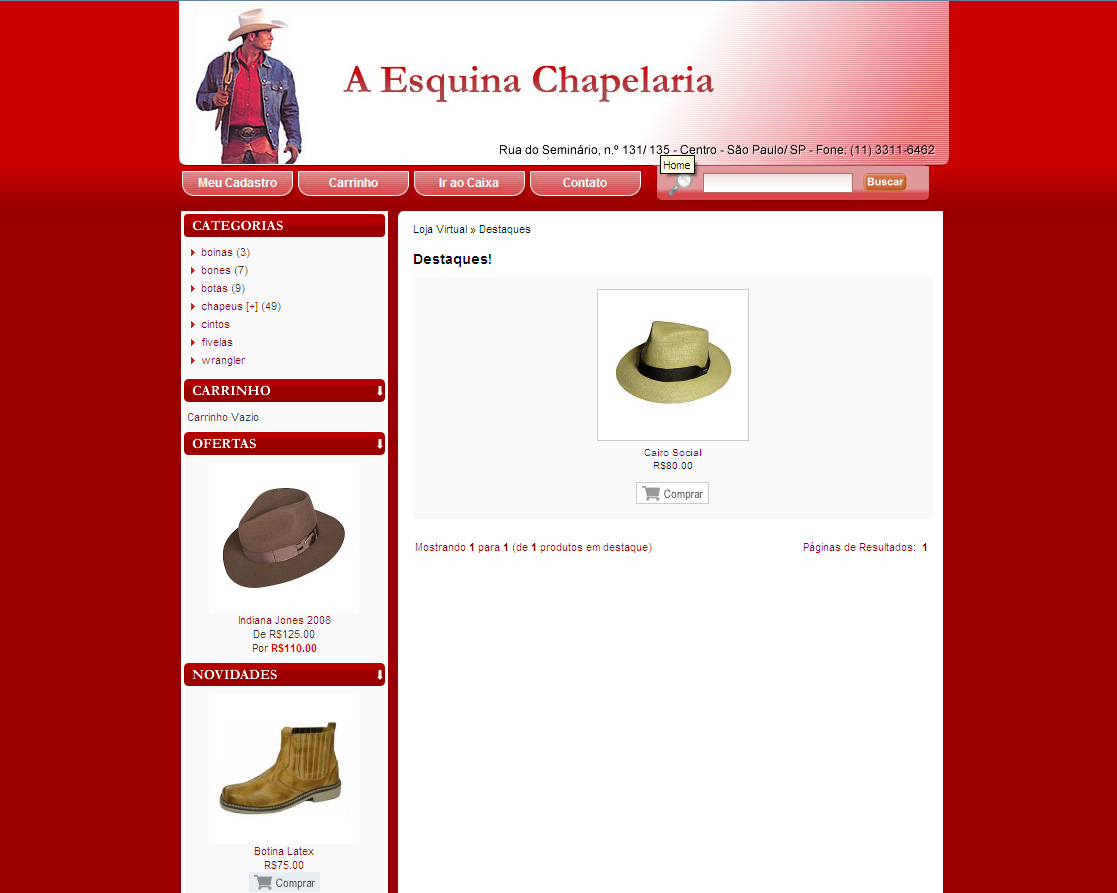 A Esquina Chapelaria
Rua do Seminário, n.º 131/ 135 - Centro - São Paulo/ SP - Fone: (11) 3311-6462
Home
Meu Cadastro
Carrinho
Ir ao Caixa
Contato
Buscar
CATEGORIAS
boinas (3)
bones (7)
botas (9)
chapeus [+] (49)
cintos
fivelas
wrangler
CARRINHO
Carrinho Vazio
OFERTAS
Indiana Jones 2008
De R$125.00
Por R$110.00
NOVIDADES
Botina Latex
R$75.00
Comprar
Loja Virtual » Destaques
Destaques!
Cairo Social
R$80.00
Comprar
Mostrando 1 para 1 (de 1 produtos em destaque)
Páginas de Resultados: 1